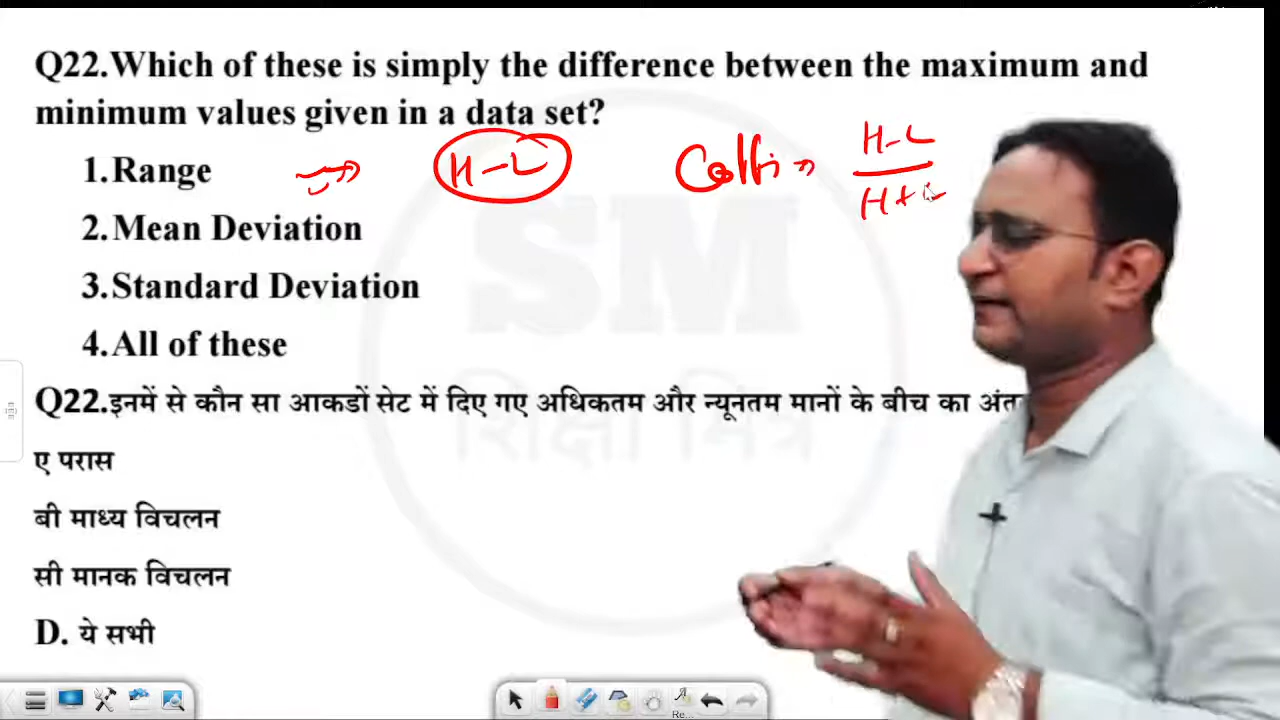 Q22.Which of these is simply the difference between the maximum and
minimum values given in a data set?
1.Range
H-L
H-L
H+L
2.Mean Deviation
3.Standard Deviation
4.All of these
SM
शिक्षा मित्र
Q22.इनमें से कौन सा आकडों सेट में दिए गए अधिकतम और न्यूनतम मानों के बीच का
ए परास
बी माध्य विचलन
सी मानक विचलन
D. ये सभी
Re...